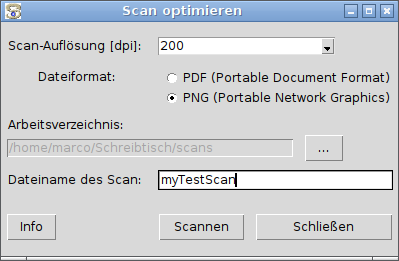 Scan optimieren
Scan-Auflösung [dpi]: 200
Dateiformat: PDF (Portable Document Format)
PNG (Portable Network Graphics)
Arbeitsverzeichnis:
/home/marco/Schreibtisch/scans ...
Dateiname des Scan: myTestScan
Info Scannen Schließen